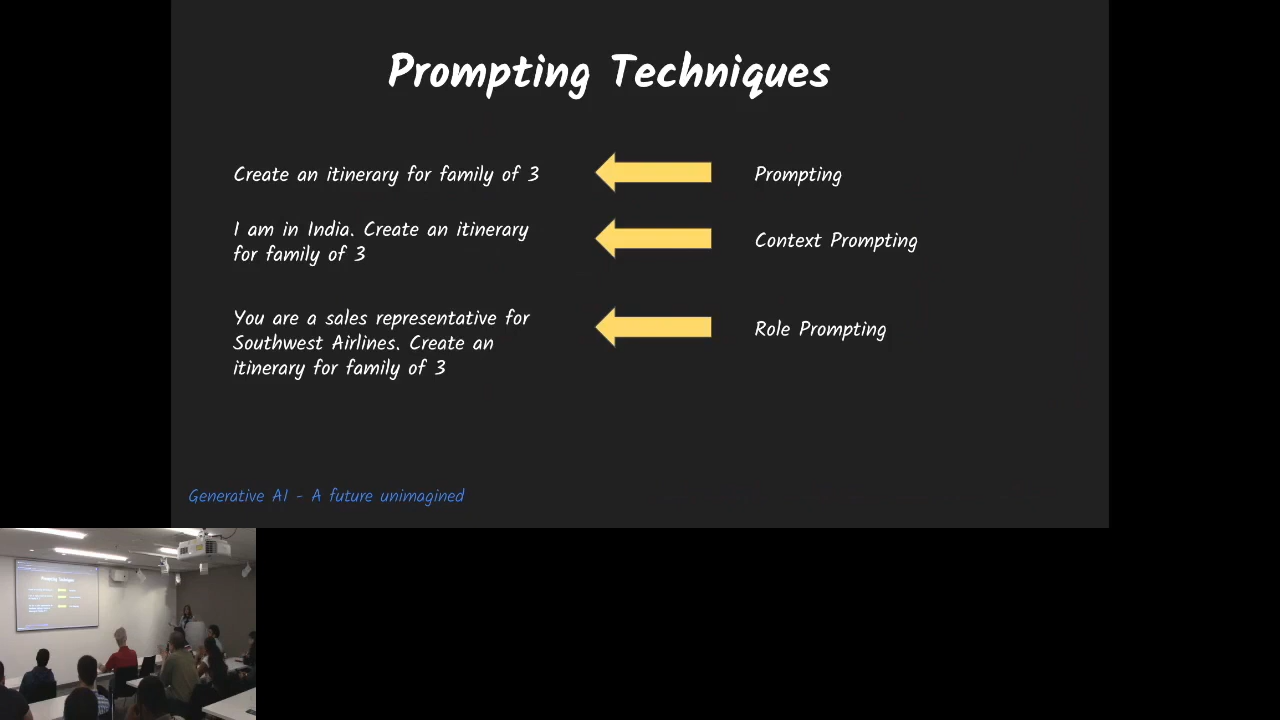 Prompting Techniques
Create an itinerary for family of 3
Prompting
I am in India. Create an itinerary
for family of 3
Context Prompting
You are a sales representative for
Southwest Airlines. Create an
itinerary for family of 3
Role Prompting
Generative AI - A future unimagined
Prompting Techniques